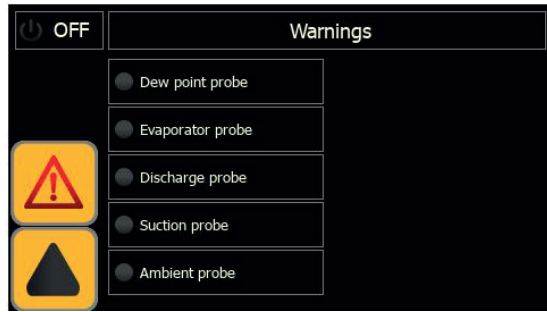 OFF
Warnings
Dew point probe
Evaporator probe
Discharge probe
Suction probe
Ambient probe